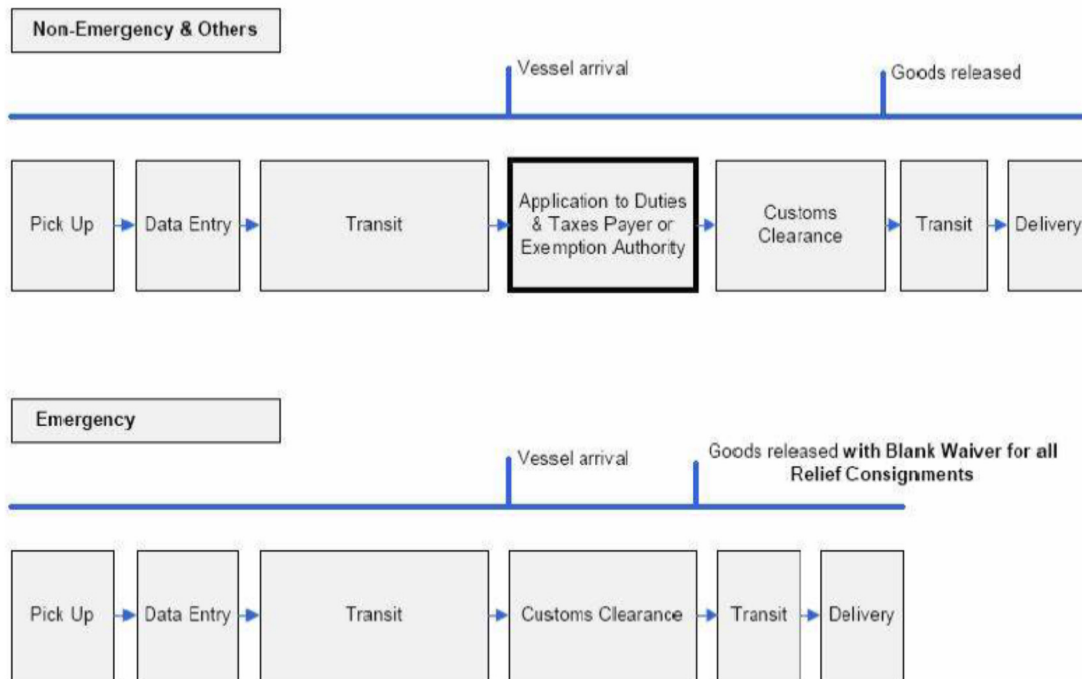 Non-Emergency & Others
Vessel arrival
Goods released
Pick Up
Data Entry
Transit
Application to Duties
& Taxes Payer or
Exemption Authority
Customs
Clearance
Transit
Delivery
Emergency
Vessel arrival
Goods released with Blank Waiver for all
Relief Consignments
Pick Up
Data Entry
Transit
Customs Clearance
Transit
Delivery